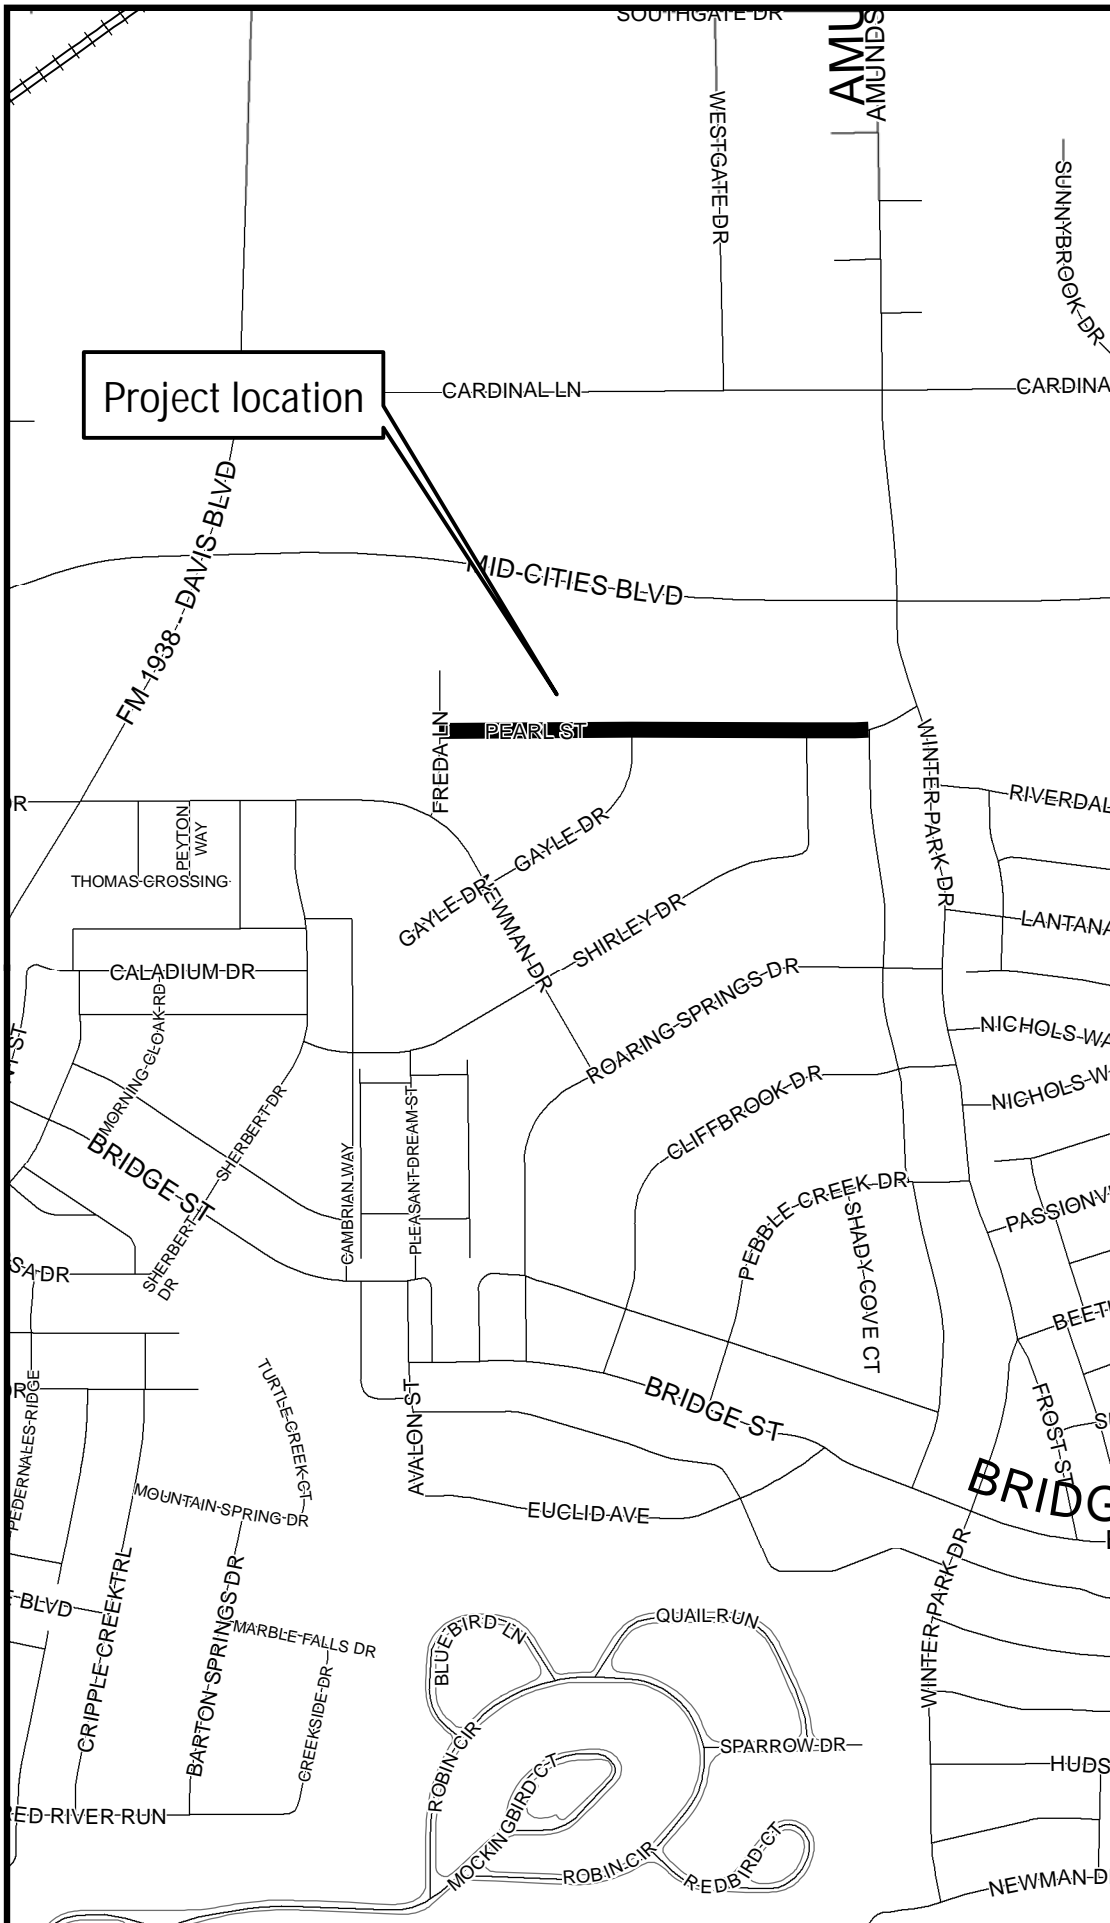 SOUTHGATE DR
AMU
AMUNDS
WESTGATE DR
SUNNYBROOK DR
Project location
CARDINAL LN
CARDINA
FM 1938 -- DAVIS BLVD
MID-CITIES BLVD
FREDA LN
PEARL ST
WINTER PARK DR
DR
PEYTON
WAY
RIVERDAL
GAYLE DR
THOMAS CROSSING
GAYLE DR
NEWMAN DR
SHIRLEY DR
LANTANA
CALADIUM DR
ROARING SPRINGS DR
MORNING CLOAK RD
NICHOLS WA
ST
CLIFFBROOK DR
NICHOLS W
SHERBERT DR
PLEASANT DREAM ST
BRIDGE ST
CAMBRIAN WAY
PEBBLE CREEK DR
PASSIONV
SHADY COVE CT
SHERBERT
DR
SA DR
BEET
TURTLE CREEK CT
DR
PEDERNALES RIDGE
AVALON ST
BRIDGE ST
FROST ST
S
BRIDG
MOUNTAIN SPRING DR
EUCLID AVE
CRIPPLE CREEK TRL
BARTON SPRINGS DR
WINTER PARK DR
E BLVD
MARBLE FALLS DR
BLUEBIRD LN
QUAIL RUN
CREEKSIDE DR
ROBIN CIR
SPARROW DR
MOCKINGBIRD CT
HUDS
ED RIVER RUN
ROBIN CIR
REDBIRD CT
NEWMAN D